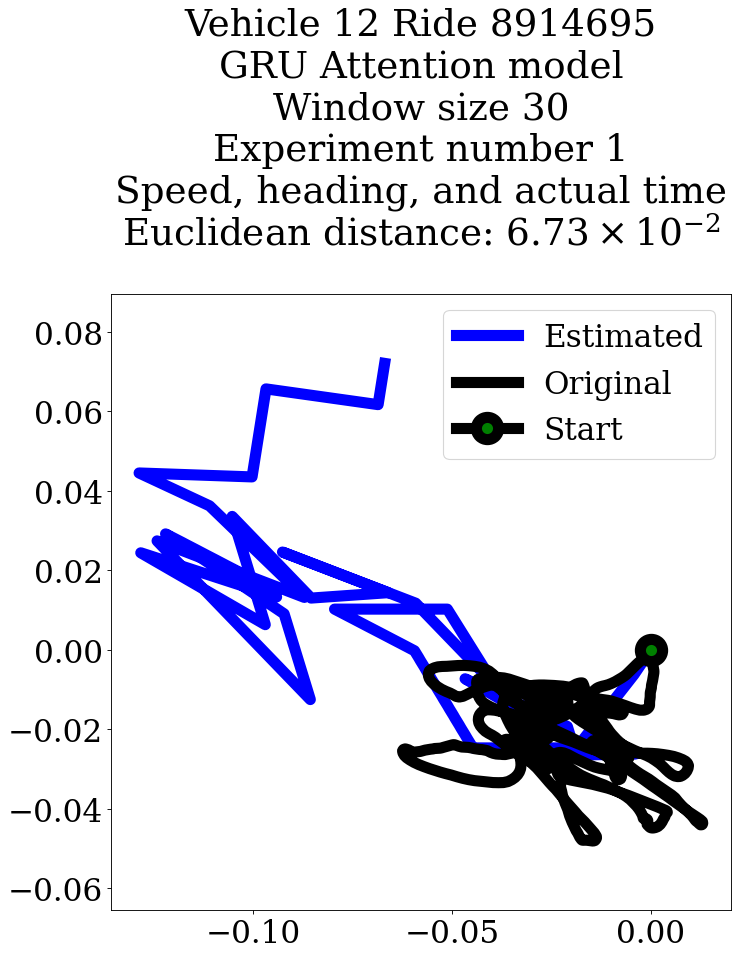 Vehicle 12 Ride 8914695
GRU Attention model
Window size 30
Experiment number 1
Speed, heading, and actual time
Euclidean distance: 6.73 × 10⁻²
Estimated
Original
Start
0.08
0.06
0.04
0.02
0.00
−0.02
−0.04
−0.06
−0.10
−0.05
0.00